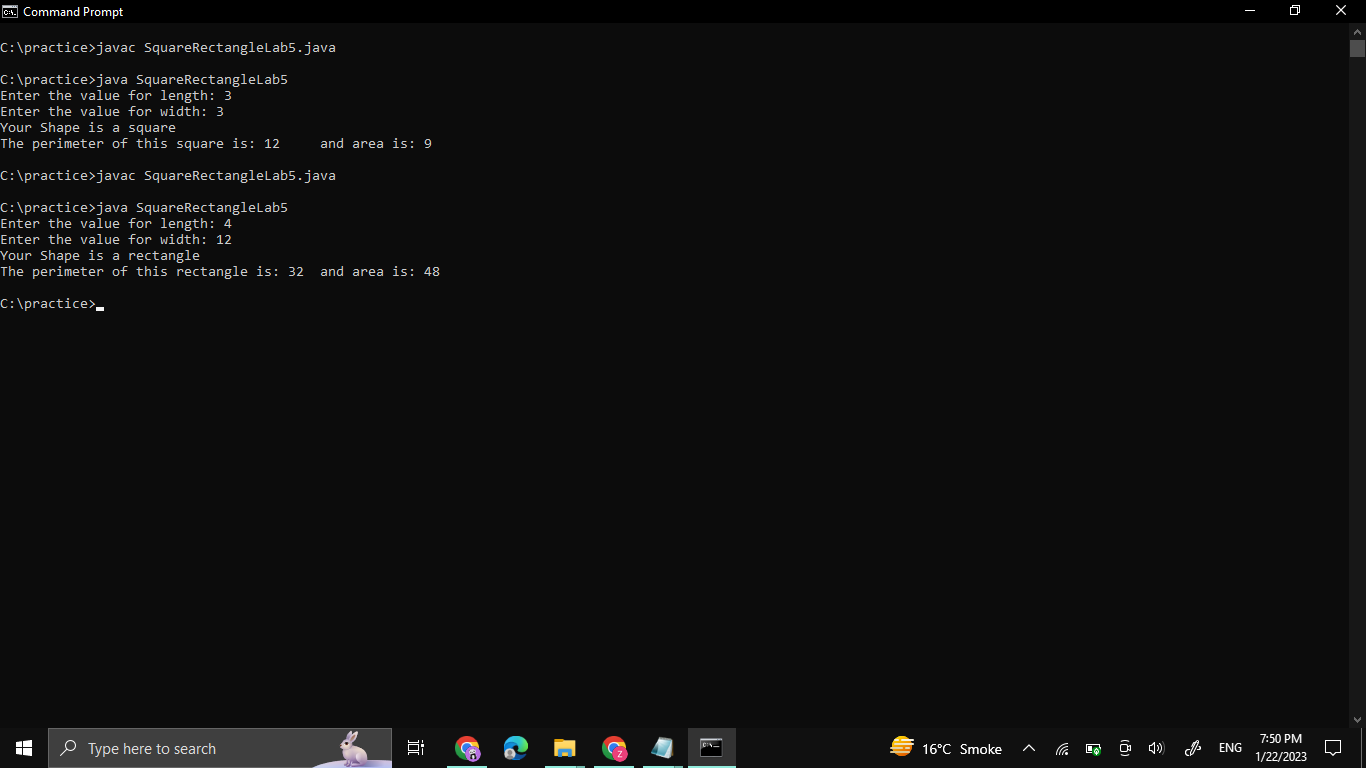 Command Prompt
C:\practice>javac SquareRectangleLab5.java
C:\practice>java SquareRectangleLab5
Enter the value for length: 3
Enter the value for width: 3
Your Shape is a square
The perimeter of this square is: 12     and area is: 9
C:\practice>javac SquareRectangleLab5.java
C:\practice>java SquareRectangleLab5
Enter the value for length: 4
Enter the value for width: 12
Your Shape is a rectangle
The perimeter of this rectangle is: 32  and area is: 48
C:\practice>
Type here to search
Z
16°C Smoke
ENG
7:50 PM
1/22/2023